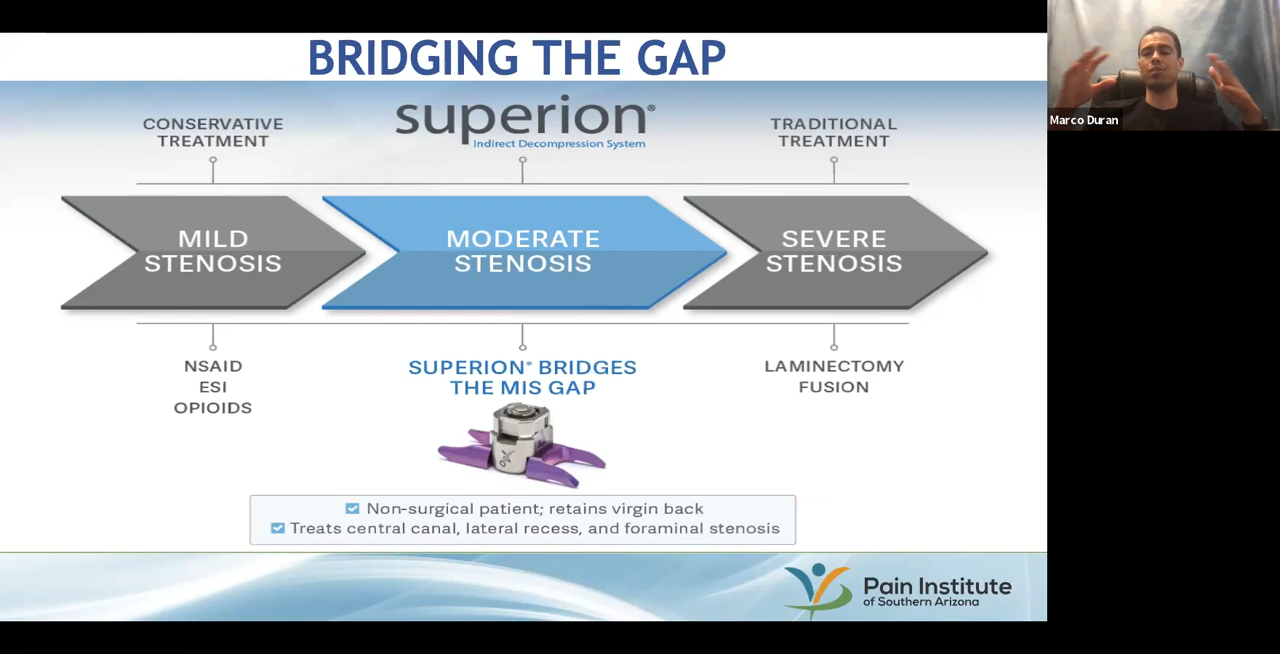 BRIDGING THE GAP
CONSERVATIVE
TREATMENT
superion®
Indirect Decompression System
TRADITIONAL
TREATMENT
MILD
STENOSIS
MODERATE
STENOSIS
SEVERE
STENOSIS
NSAID
ESI
OPIOIDS
SUPERION® BRIDGES
THE MIS GAP
LAMINECTOMY
FUSION
Non-surgical patient; retains virgin back
Treats central canal, lateral recess, and foraminal stenosis
Pain Institute
of Southern Arizona
Marco Duran